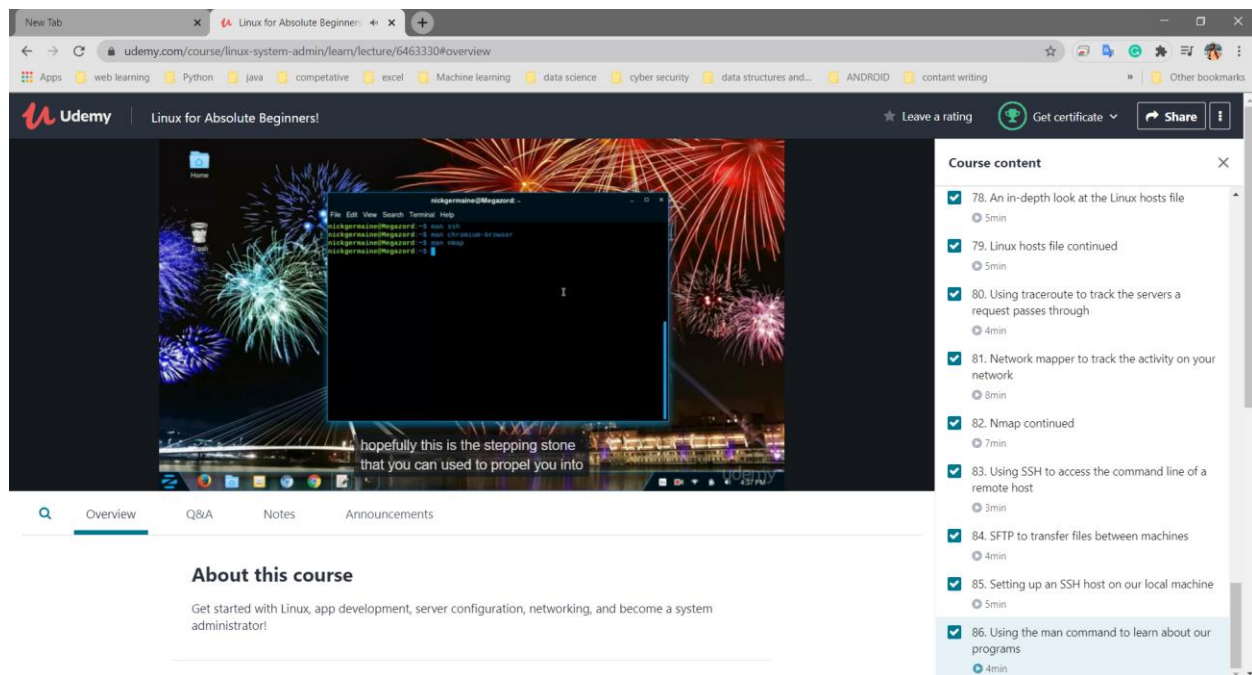 New Tab
Linux for Absolute Beginners
udemy.com/course/linux-system-admin/learn/lecture/6463330#overview
Apps web learning Python java competative excel Machine learning data science cyber security data structures and... ANDROID contant writing » Other bookmarks
Udemy Linux for Absolute Beginners! Leave a rating Get certificate Share
Home
Trash
nickgermaine@Megazord: ~
File Edit View Search Terminal Help
nickgermaine@Megazord:~$ man ssh
nickgermaine@Megazord:~$ man chromium-browser
nickgermaine@Megazord:~$ man nmap
nickgermaine@Megazord:~$
hopefully this is the stepping stone
that you can used to propel you into
udemy
4:37 PM
Course content
78. An in-depth look at the Linux hosts file
5min
79. Linux hosts file continued
5min
80. Using traceroute to track the servers a
request passes through
4min
81. Network mapper to track the activity on your
network
8min
82. Nmap continued
7min
83. Using SSH to access the command line of a
remote host
3min
84. SFTP to transfer files between machines
4min
85. Setting up an SSH host on our local machine
5min
86. Using the man command to learn about our
programs
4min
Overview Q&A Notes Announcements
About this course
Get started with Linux, app development, server configuration, networking, and become a system
administrator!